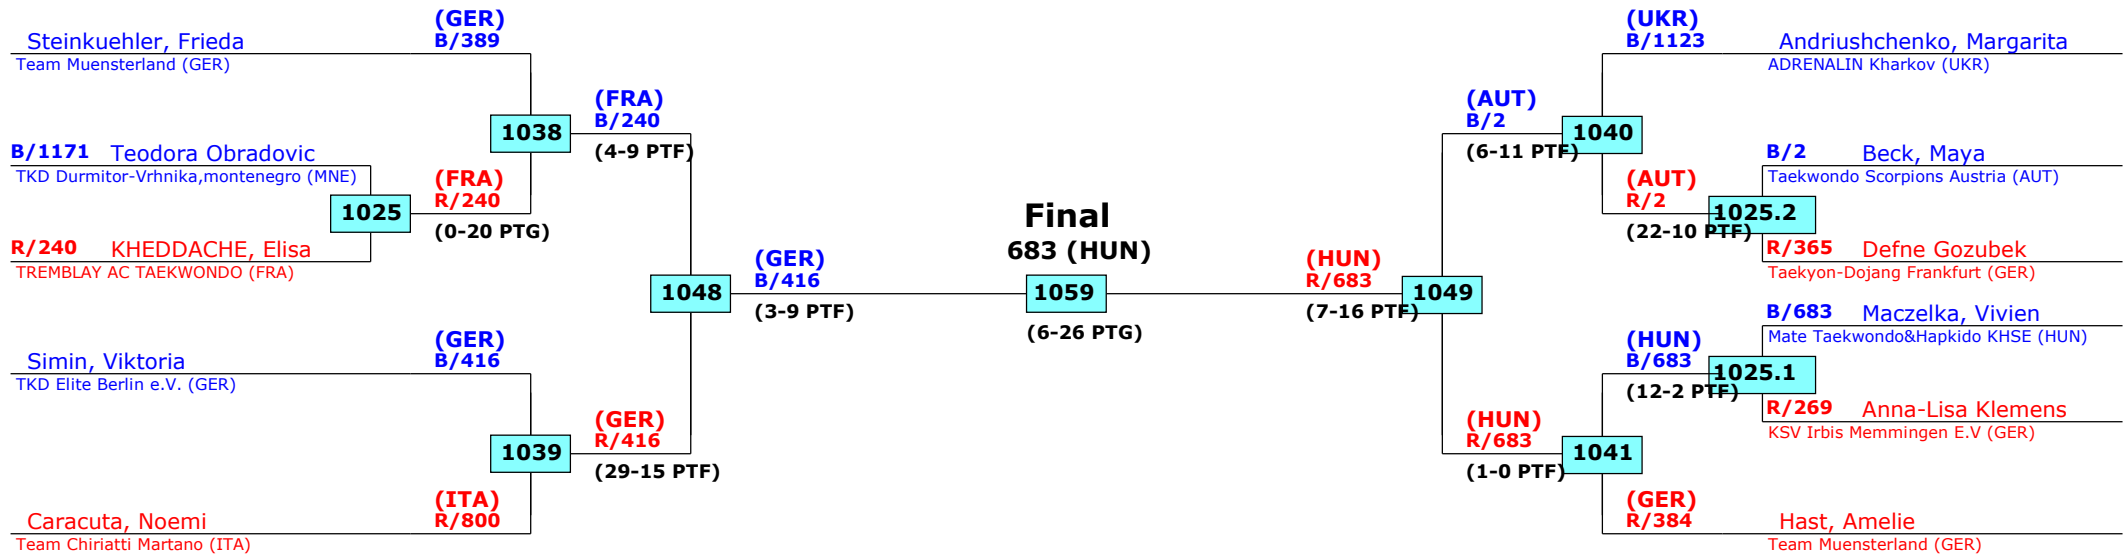 (GER)
B/389
Steinkuehler, Frieda
Team Muensterland (GER)
(FRA)
B/240
1038
(4-9 PTF)
B/1171 Teodora Obradovic
TKD Durmitor-Vrhnika,montenegro (MNE)
(FRA)
R/240
1025
(0-20 PTG)
R/240 KHEDDACHE, Elisa
TREMBLAY AC TAEKWONDO (FRA)
(GER)
B/416
1048
(3-9 PTF)
(GER)
B/416
Simin, Viktoria
TKD Elite Berlin e.V. (GER)
(GER)
R/416
1039
(29-15 PTF)
(ITA)
R/800
Caracuta, Noemi
Team Chiriatti Martano (ITA)
Final
683 (HUN)
1059
(6-26 PTG)
(UKR)
B/1123
Andriushchenko, Margarita
ADRENALIN Kharkov (UKR)
(AUT)
B/2
1040
(6-11 PTF)
B/2 Beck, Maya
Taekwondo Scorpions Austria (AUT)
(AUT)
R/2
1025.2
(22-10 PTF)
R/365 Defne Gozubek
Taekyon-Dojang Frankfurt (GER)
(HUN)
R/683
1049
(7-16 PTF)
B/683 Maczelka, Vivien
Mate Taekwondo&Hapkido KHSE (HUN)
(HUN)
B/683
1025.1
(12-2 PTF)
R/269 Anna-Lisa Klemens
KSV Irbis Memmingen E.V (GER)
(HUN)
R/683
1041
(1-0 PTF)
(GER)
R/384
Hast, Amelie
Team Muensterland (GER)